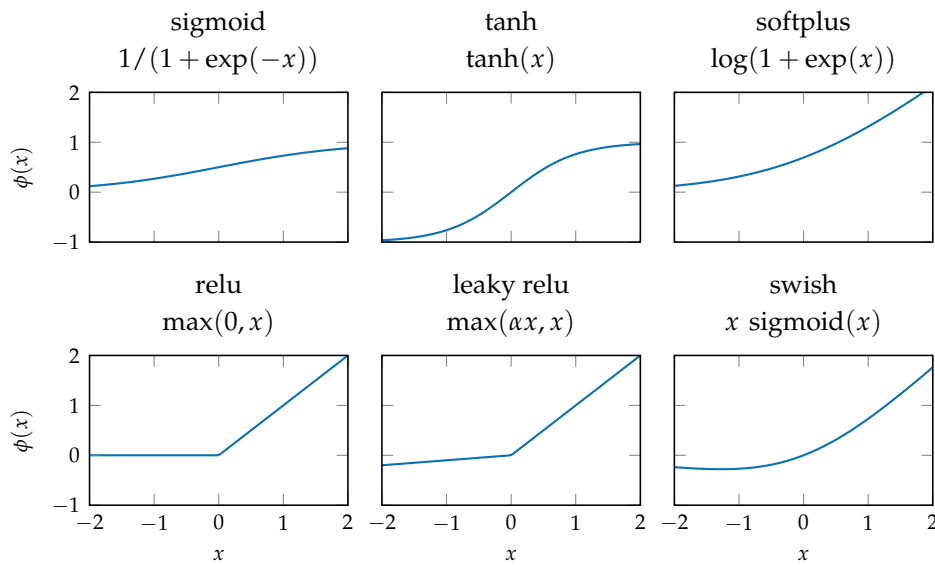 sigmoid
1/(1 + exp(−x))
tanh
tanh(x)
softplus
log(1 + exp(x))
2
1
0
−1
ϕ(x)
relu
max(0, x)
leaky relu
max(αx, x)
swish
x sigmoid(x)
2
1
0
−1
ϕ(x)
−2 −1 0 1 2
x
−2 −1 0 1 2
x
−2 −1 0 1 2
x